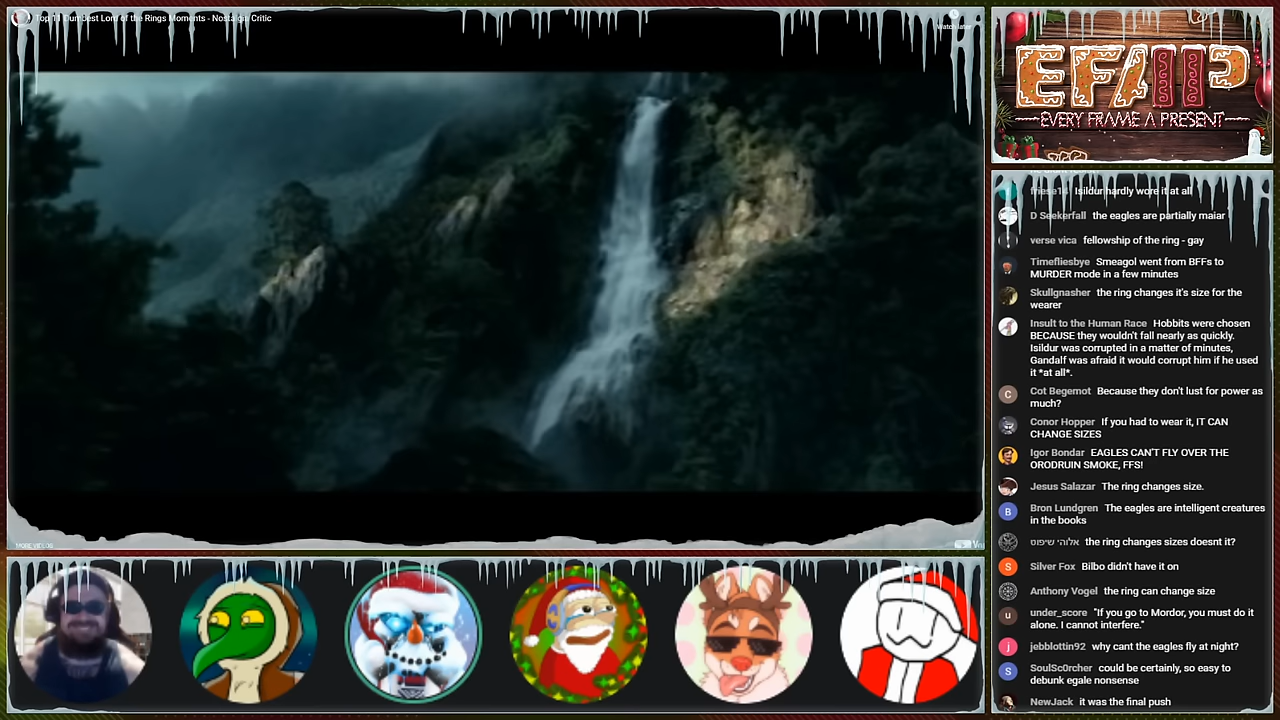 Top 11 Dumbest Lord of the Rings Moments - Nostalgia Critic
Watch later
EFAP
EVERY FRAME A PRESENT
friese14 Isildur hardly wore it at all
D Seekerfall the eagles are partially maiar
verse vica fellowship of the ring - gay
Timefliesbye Smeagol went from BFFs to
MURDER mode in a few minutes
Skullgnasher the ring changes it's size for the
wearer
Insult to the Human Race Hobbits were chosen
BECAUSE they wouldn't fall nearly as quickly.
Isildur was corrupted in a matter of minutes,
Gandalf was afraid it would corrupt him if he used
it *at all*.
C
Cot Begemot Because they don't lust for power as
much?
Conor Hopper If you had to wear it, IT CAN
CHANGE SIZES
Igor Bondar EAGLES CAN'T FLY OVER THE
ORODRUIN SMOKE, FFS!
Jesus Salazar The ring changes size.
B
Bron Lundgren The eagles are intelligent creatures
in the books
אלוהי שיפוט the ring changes sizes doesnt it?
S
Silver Fox Bilbo didn't have it on
Anthony Vogel the ring can change size
u
under_score "If you go to Mordor, you must do it
alone. I cannot interfere."
j
jebblottin92 why cant the eagles fly at night?
S
SoulSc0rcher could be certainly, so easy to
debunk egale nonsense
NewJack it was the final push
MORE VIDEOS